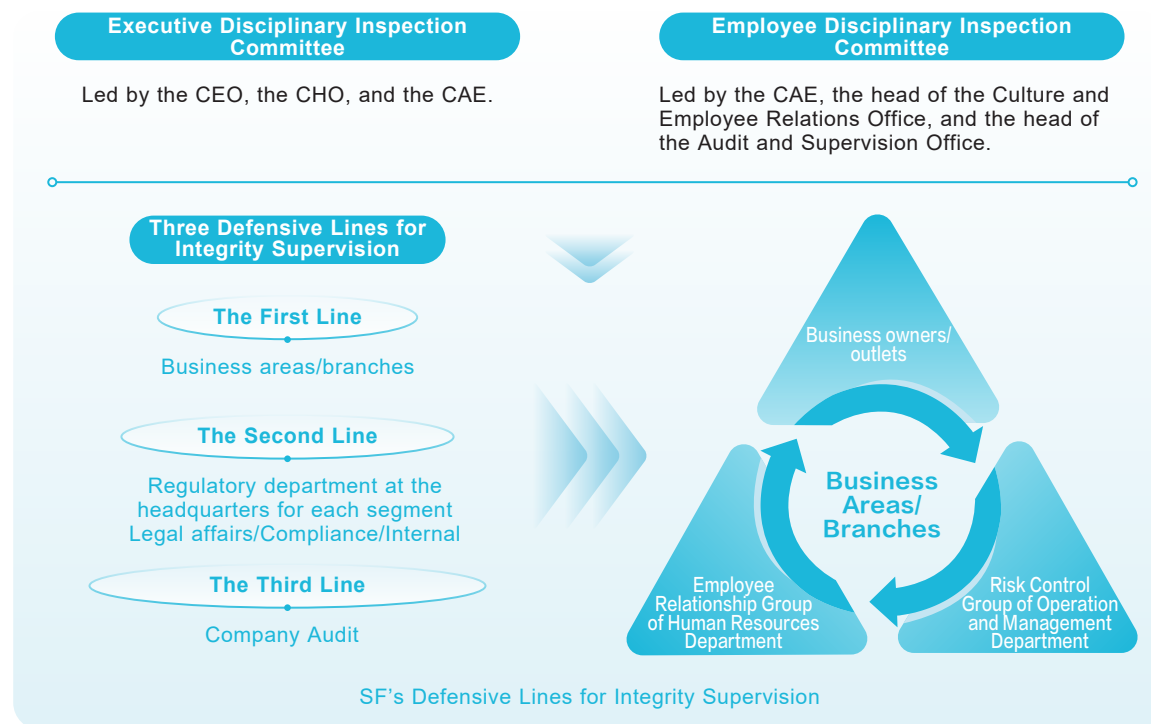 Executive Disciplinary Inspection
Committee
Led by the CEO, the CHO, and the CAE.
Employee Disciplinary Inspection
Committee
Led by the CAE, the head of the Culture and
Employee Relations Office, and the head of
the Audit and Supervision Office.
Three Defensive Lines for
Integrity Supervision
The First Line
Business areas/branches
The Second Line
Regulatory department at the
headquarters for each segment
Legal affairs/Compliance/Internal
The Third Line
Company Audit
Business owners/
outlets
Business
Areas/
Branches
Employee
Relationship Group
of Human Resources
Department
Risk Control
Group of Operation
and Management
Department
SF’s Defensive Lines for Integrity Supervision